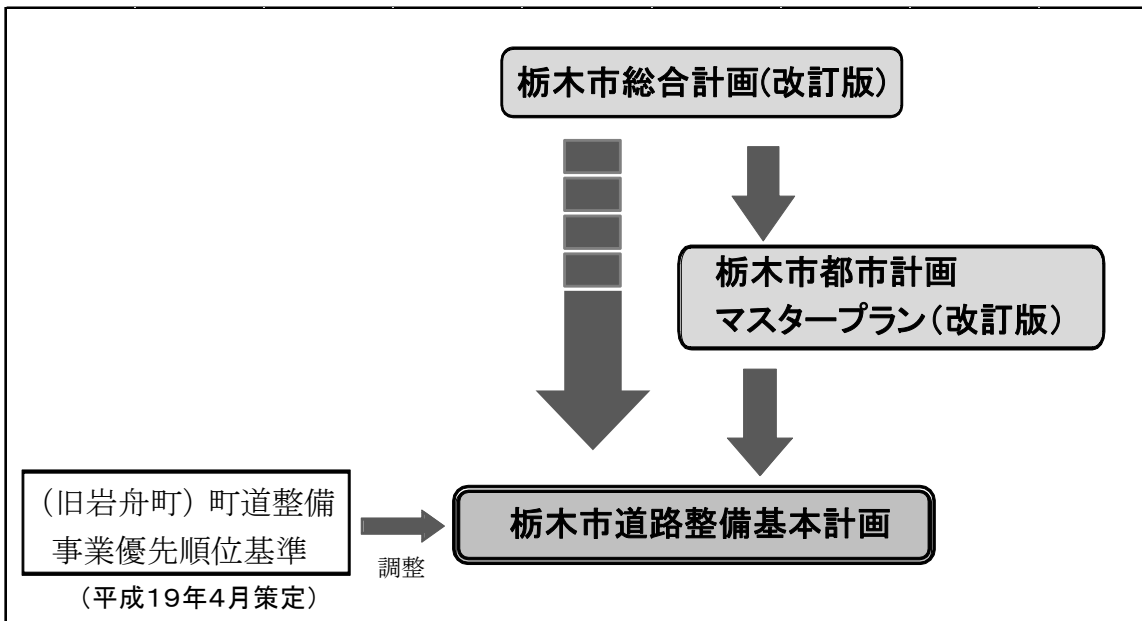 栃木市総合計画(改訂版)
栃木市都市計画
マスタープラン(改訂版)
(旧岩舟町)町道整備
事業優先順位基準
(平成19年4月策定)
調整
栃木市道路整備基本計画